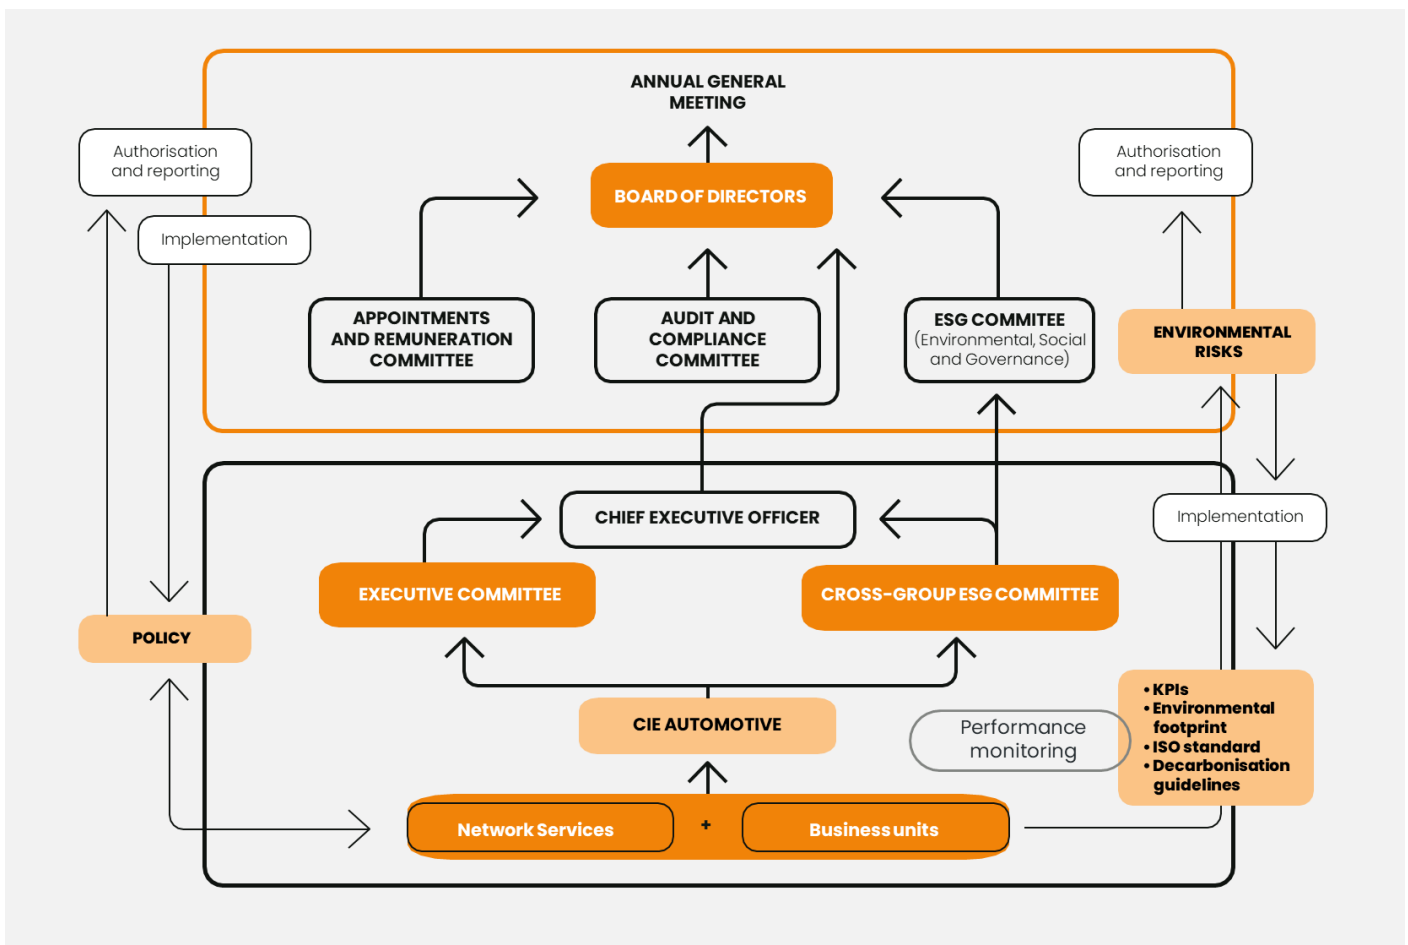 ANNUAL GENERAL
MEETING
Authorisation
and reporting
Authorisation
and reporting
BOARD OF DIRECTORS
Implementation
APPOINTMENTS
AND REMUNERATION
COMMITTEE
AUDIT AND
COMPLIANCE
COMMITTEE
ESG COMMITEE
(Environmental, Social
and Governance)
ENVIRONMENTAL
RISKS
CHIEF EXECUTIVE OFFICER
Implementation
EXECUTIVE COMMITTEE
CROSS-GROUP ESG COMMITTEE
POLICY
CIE AUTOMOTIVE
Performance
monitoring
• KPIs
• Environmental
footprint
• ISO standard
• Decarbonisation
guidelines
Network Services
+
Business units